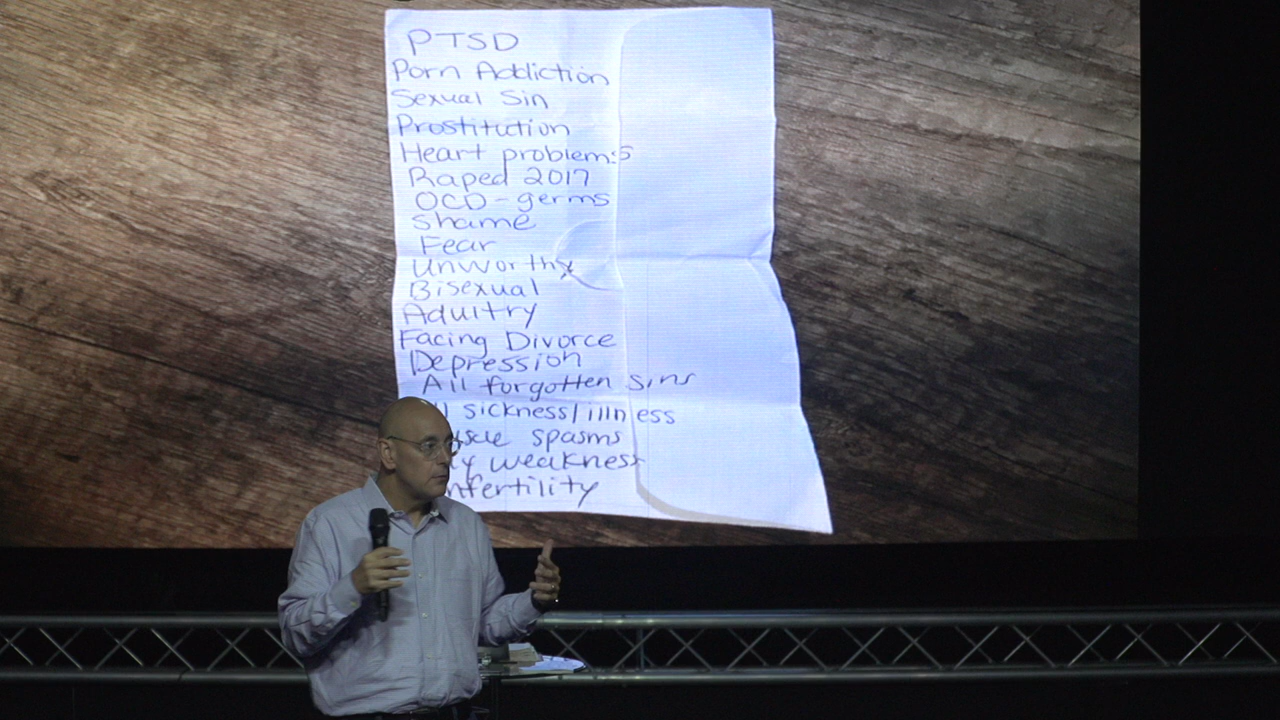 PTSD
Porn Addiction
Sexual Sin
Prostitution
Heart problems
Raped 2017
OCD - germs
Shame
Fear
Unworthy
Bisexual
Adultry
Facing Divorce
Depression
All forgotten sins
sickness/illness
spasms
weakness